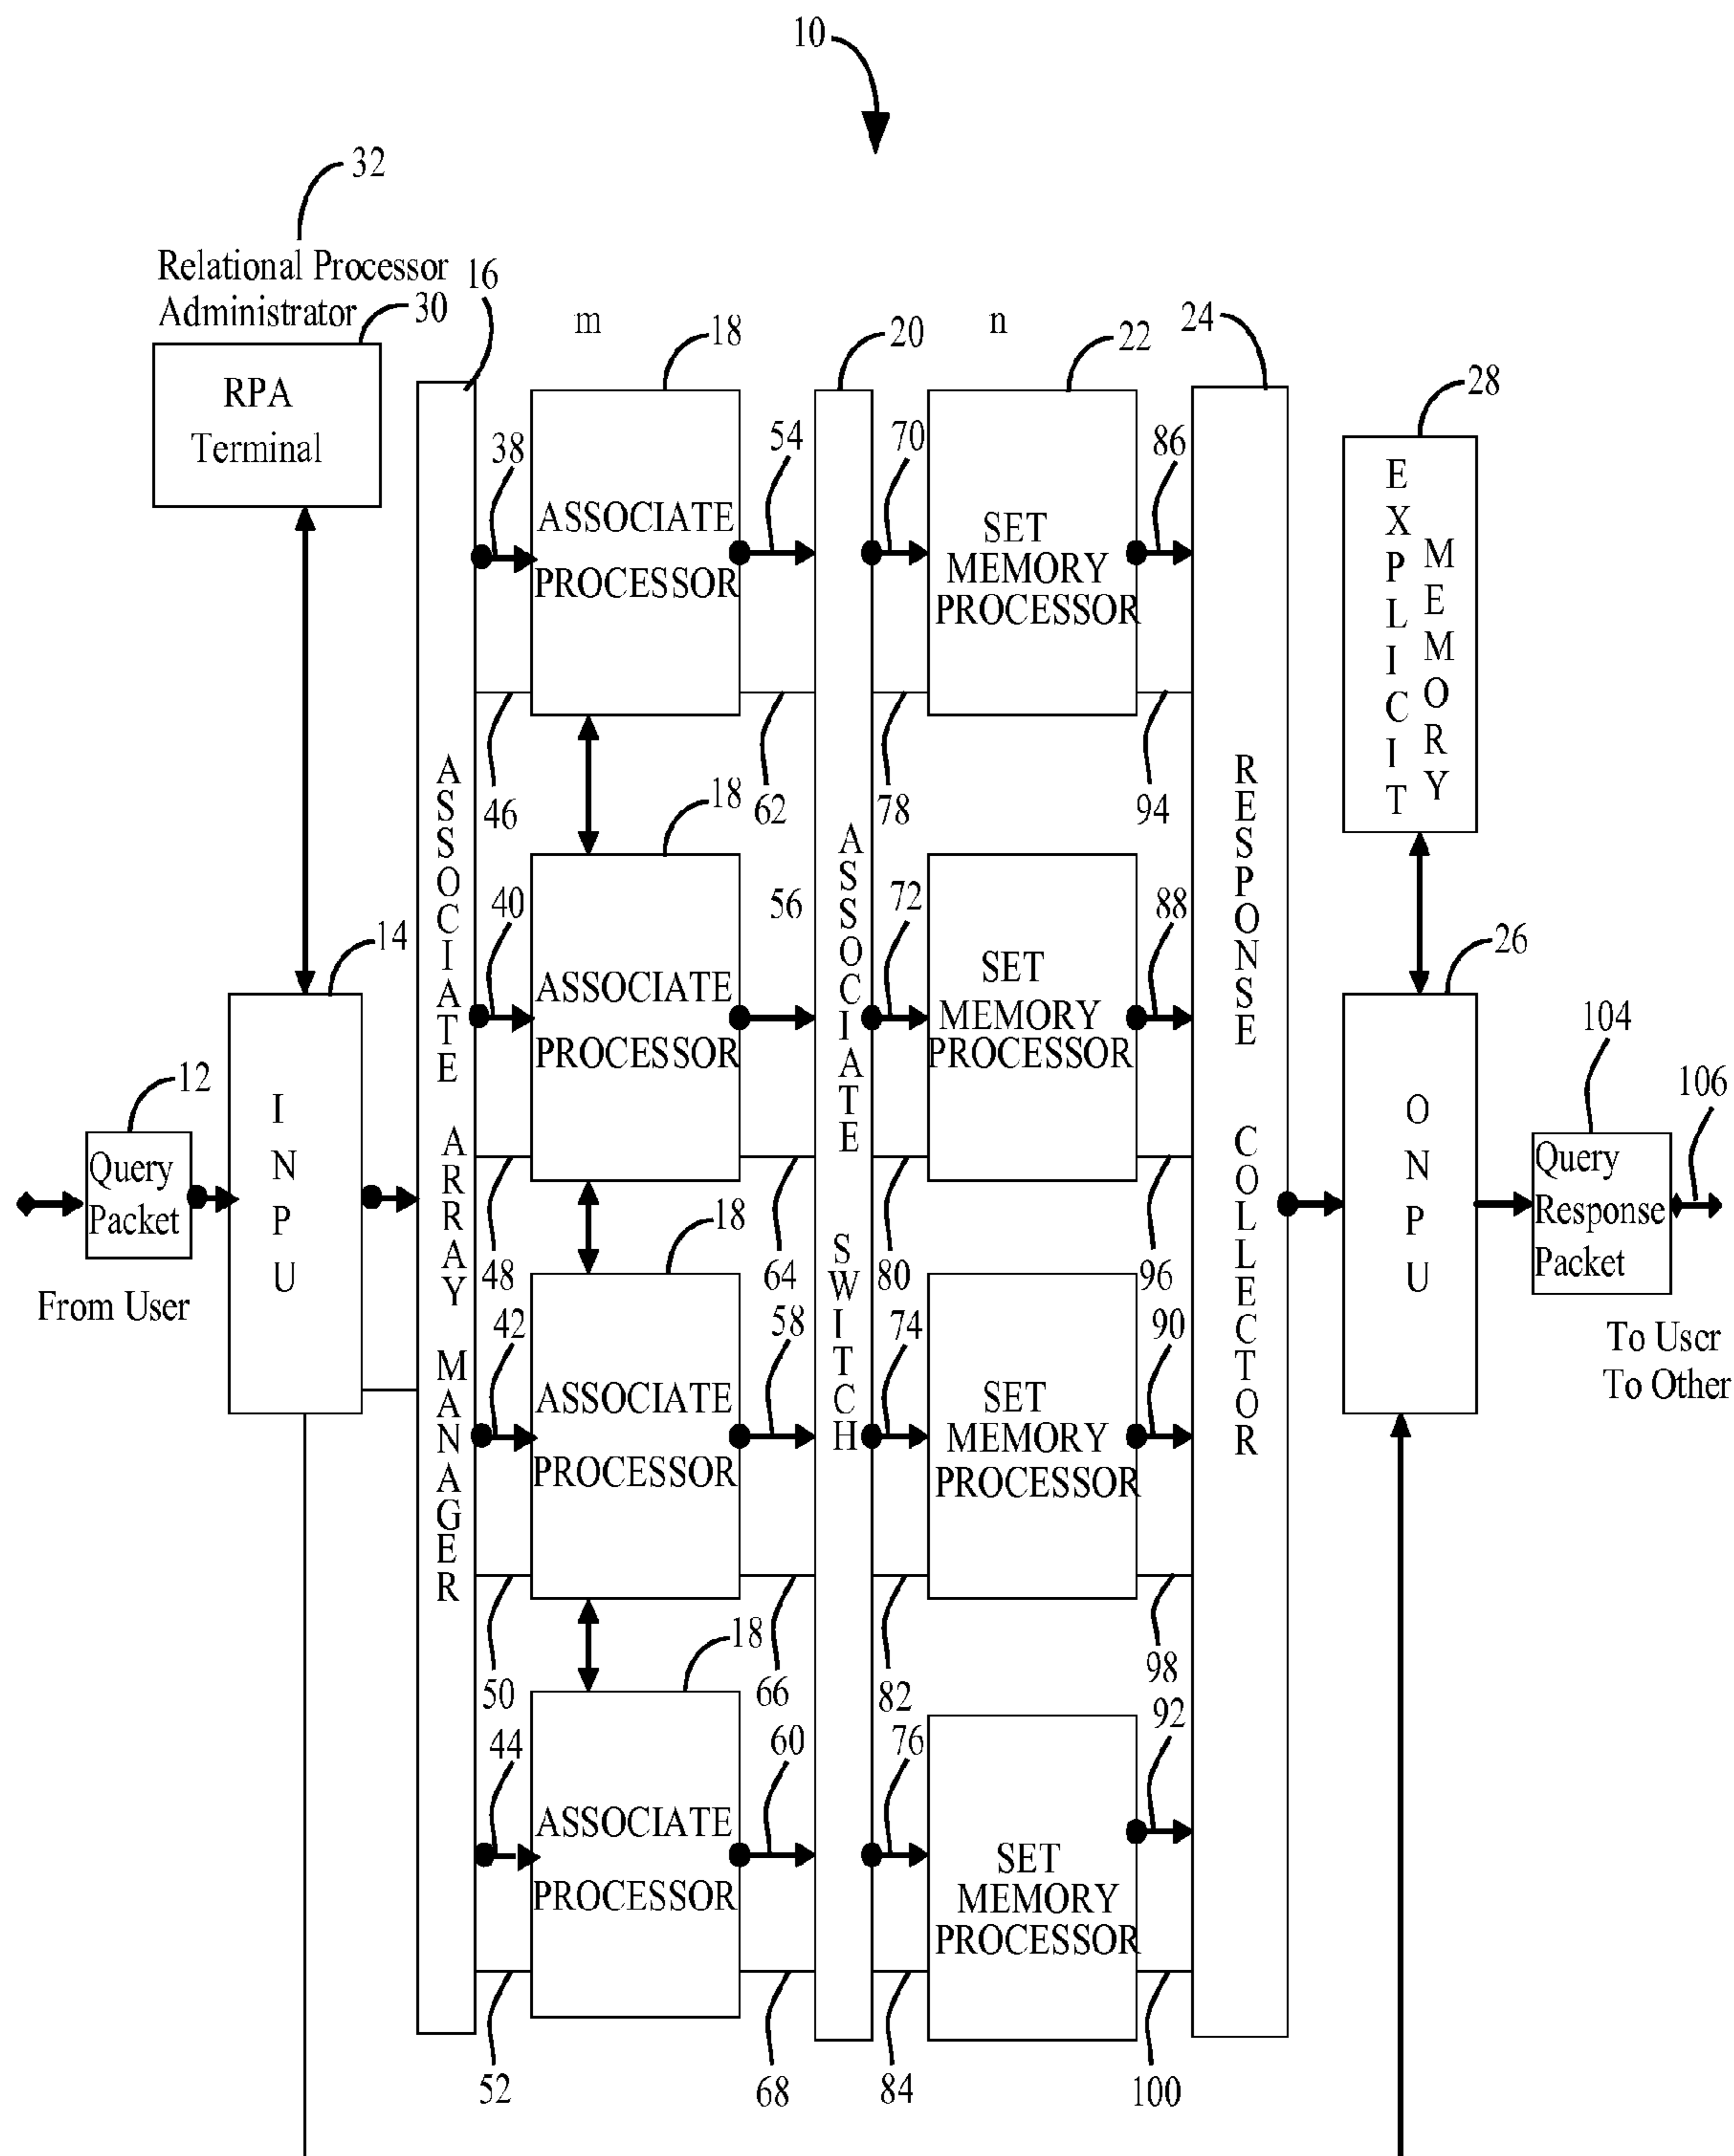 10
32
Relational Processor
Administrator
30
16
RPA
Terminal
m
18
20
n
22
24
28
38
ASSOCIATE
PROCESSOR
54
70
SET
MEMORY
PROCESSOR
86
EXPLICIT
MEMORY
46
62
78
94
14
ASSOCIATE ARRAY MANAGER
18
40
ASSOCIATE
PROCESSOR
56
ASSOCIATE SWITCH
72
SET
MEMORY
PROCESSOR
88
RESPONSE COLLECTOR
26
104
106
12
Query
Packet
From User
INPU
48
64
80
96
ONPU
Query
Response
Packet
To User
To Other
18
42
ASSOCIATE
PROCESSOR
58
74
SET
MEMORY
PROCESSOR
90
50
66
82
98
18
44
ASSOCIATE
PROCESSOR
60
76
SET
MEMORY
PROCESSOR
92
52
68
84
100